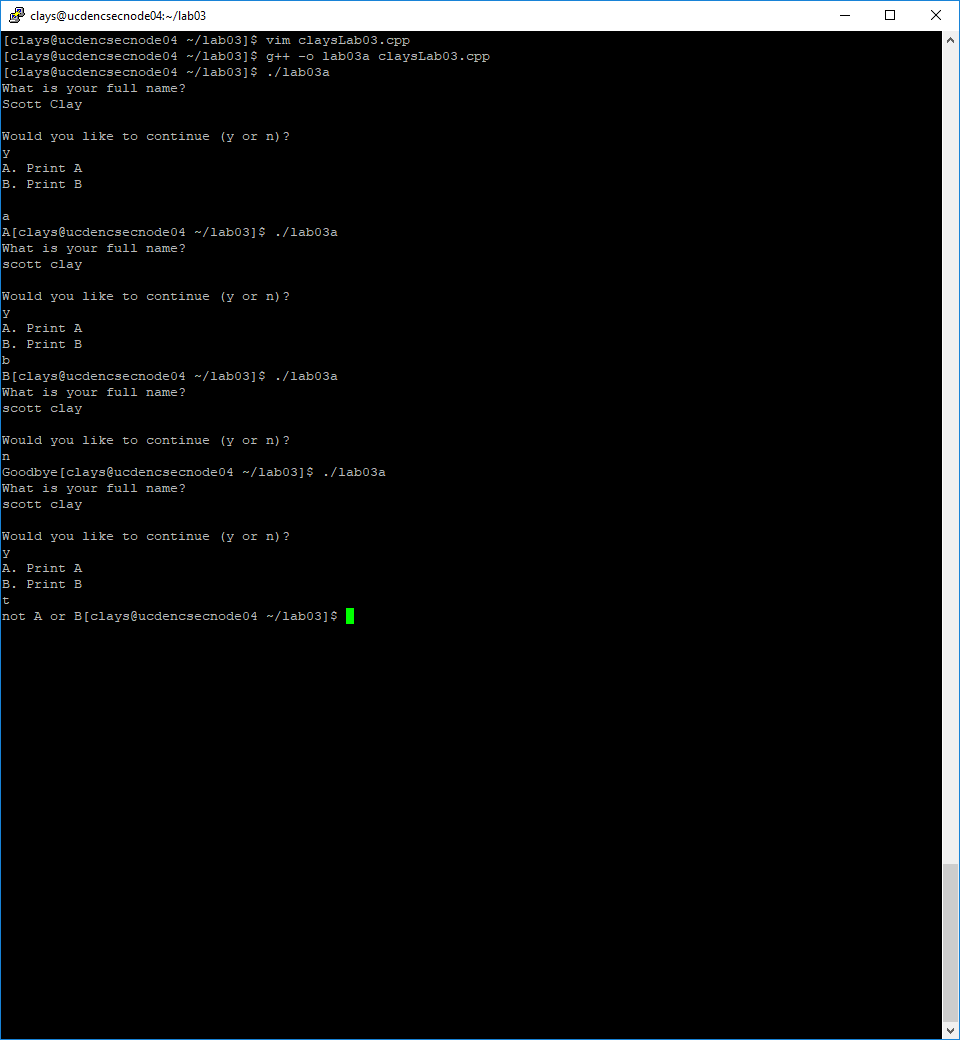 clays@ucdencsecnode04:~/lab03
[clays@ucdencsecnode04 ~/lab03]$ vim claysLab03.cpp
[clays@ucdencsecnode04 ~/lab03]$ g++ -o lab03a claysLab03.cpp
[clays@ucdencsecnode04 ~/lab03]$ ./lab03a
What is your full name?
Scott Clay
Would you like to continue (y or n)?
y
A. Print A
B. Print B
a
A[clays@ucdencsecnode04 ~/lab03]$ ./lab03a
What is your full name?
scott clay
Would you like to continue (y or n)?
y
A. Print A
B. Print B
b
B[clays@ucdencsecnode04 ~/lab03]$ ./lab03a
What is your full name?
scott clay
Would you like to continue (y or n)?
n
Goodbye[clays@ucdencsecnode04 ~/lab03]$ ./lab03a
What is your full name?
scott clay
Would you like to continue (y or n)?
y
A. Print A
B. Print B
t
not A or B[clays@ucdencsecnode04 ~/lab03]$